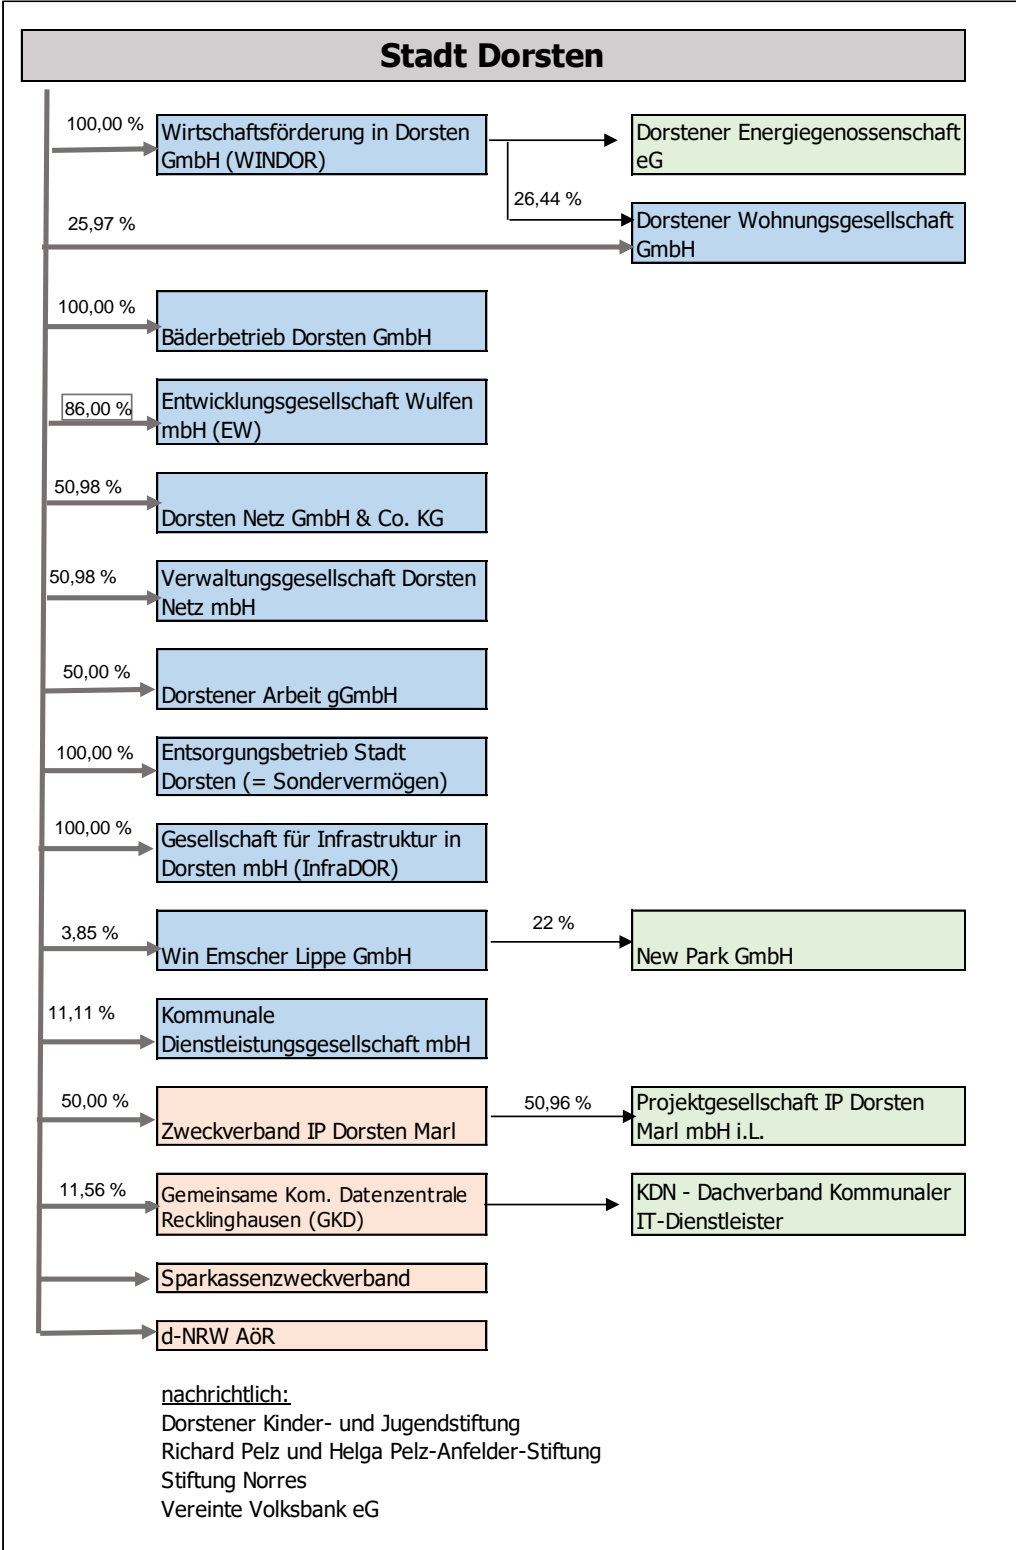 Stadt Dorsten
100,00 %
Wirtschaftsförderung in Dorsten
GmbH (WINDOR)
Dorstener Energiegenossenschaft
eG
26,44 %
25,97 %
Dorstener Wohnungsgesellschaft
GmbH
100,00 %
Bäderbetrieb Dorsten GmbH
86,00 %
Entwicklungsgesellschaft Wulfen
mbH (EW)
50,98 %
Dorsten Netz GmbH & Co. KG
50,98 %
Verwaltungsgesellschaft Dorsten
Netz mbH
50,00 %
Dorstener Arbeit gGmbH
100,00 %
Entsorgungsbetrieb Stadt
Dorsten (= Sondervermögen)
100,00 %
Gesellschaft für Infrastruktur in
Dorsten mbH (InfraDOR)
3,85 %
Win Emscher Lippe GmbH
22 %
New Park GmbH
11,11 %
Kommunale
Dienstleistungsgesellschaft mbH
50,00 %
Zweckverband IP Dorsten Marl
50,96 %
Projektgesellschaft IP Dorsten
Marl mbH i.L.
11,56 %
Gemeinsame Kom. Datenzentrale
Recklinghausen (GKD)
KDN - Dachverband Kommunaler
IT-Dienstleister
Sparkassenzweckverband
d-NRW AöR
nachrichtlich:
Dorstener Kinder- und Jugendstiftung
Richard Pelz und Helga Pelz-Anfelder-Stiftung
Stiftung Norres
Vereinte Volksbank eG